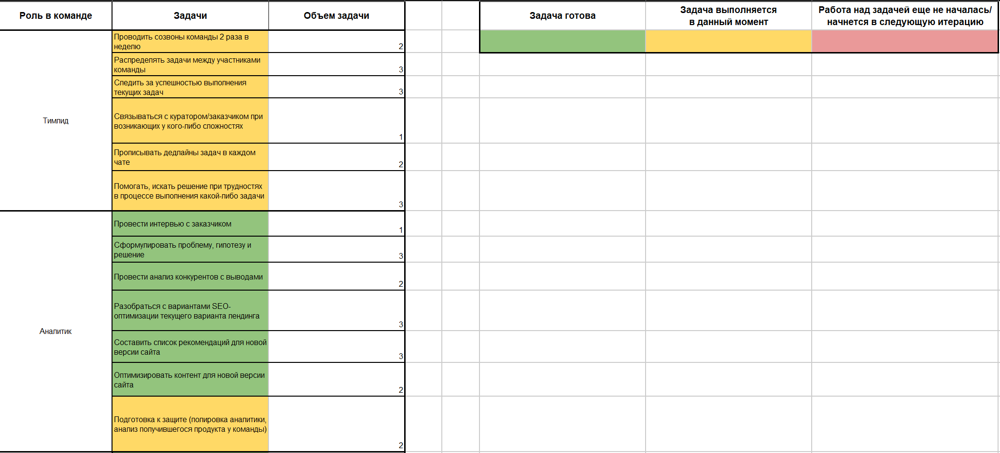 Роль в команде
Задачи
Объем задачи
Задача готова
Задача выполняется
в данный момент
Работа над задачей еще не началась/
начнется в следующую итерацию
Тимлид
Проводить созвоны команды 2 раза в
неделю
2
Распределять задачи между участниками
команды
3
Следить за успешностью выполнения
текущих задач
3
Связываться с куратором/заказчиком при
возникающих у кого-либо сложностях
1
Прописывать дедлайны задач в каждом
чате
2
Помогать, искать решение при трудностях
в процессе выполнения какой-либо задачи
3
Аналитик
Провести интервью с заказчиком
1
Сформулировать проблему, гипотезу и
решение
3
Провести анализ конкурентов с выводами
2
Разобраться с вариантами SEO-
оптимизации текущего варианта лендинга
3
Составить список рекомендаций для новой
версии сайта
3
Оптимизировать контент для новой версии
сайта
2
Подготовка к защите (полировка аналитики,
анализ получившегося продукта у команды)
2